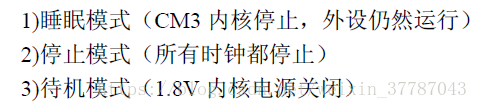 1)睡眠模式（CM3 内核停止，外设仍然运行）
2)停止模式（所有时钟都停止）
3)待机模式（1.8V 内核电源关闭）